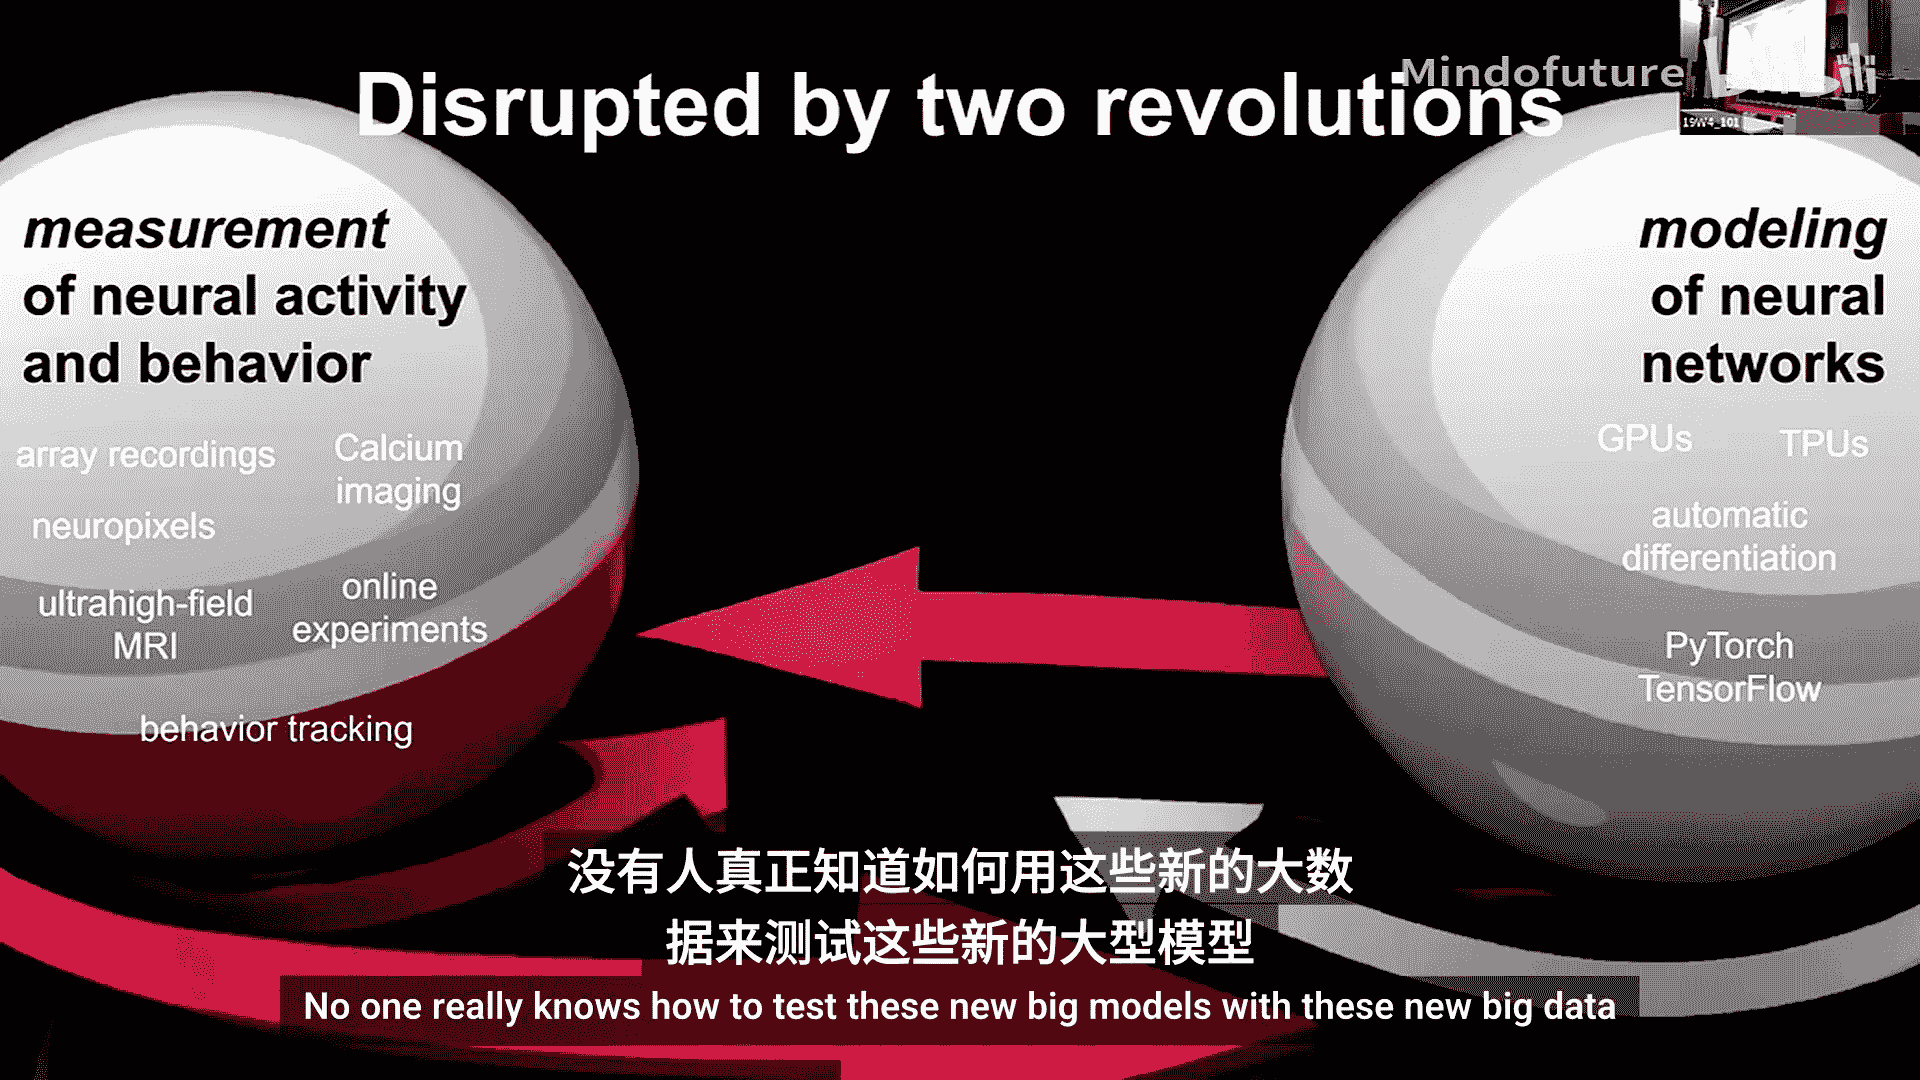 Mindofuture
bilibili
Disrupted by two revolutions
measurement
of neural activity
and behavior
array recordings
Calcium
imaging
neuropixels
ultrahigh-field
MRI
online
experiments
behavior tracking
modeling
of neural
networks
GPUs
TPUs
automatic
differentiation
PyTorch
TensorFlow
没有人真正知道如何用这些新的大数
据来测试这些新的大型模型
No one really knows how to test these new big models with these new big data